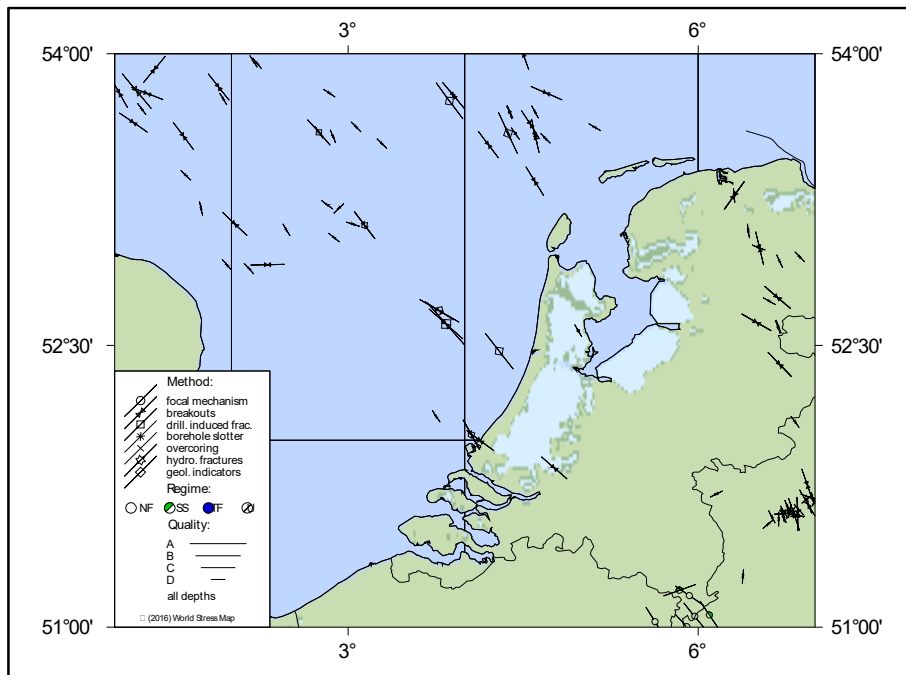 3° 6°
54°00' 54°00'
52°30' 52°30'
Method:
focal mechanism
breakouts
drill. induced frac.
borehole slotter
overcoring
hydro. fractures
geol. indicators
Regime:
NF SS TF U
Quality:
A
B
C
D
all depths
(2016) World Stress Map
51°00' 51°00'
3° 6°